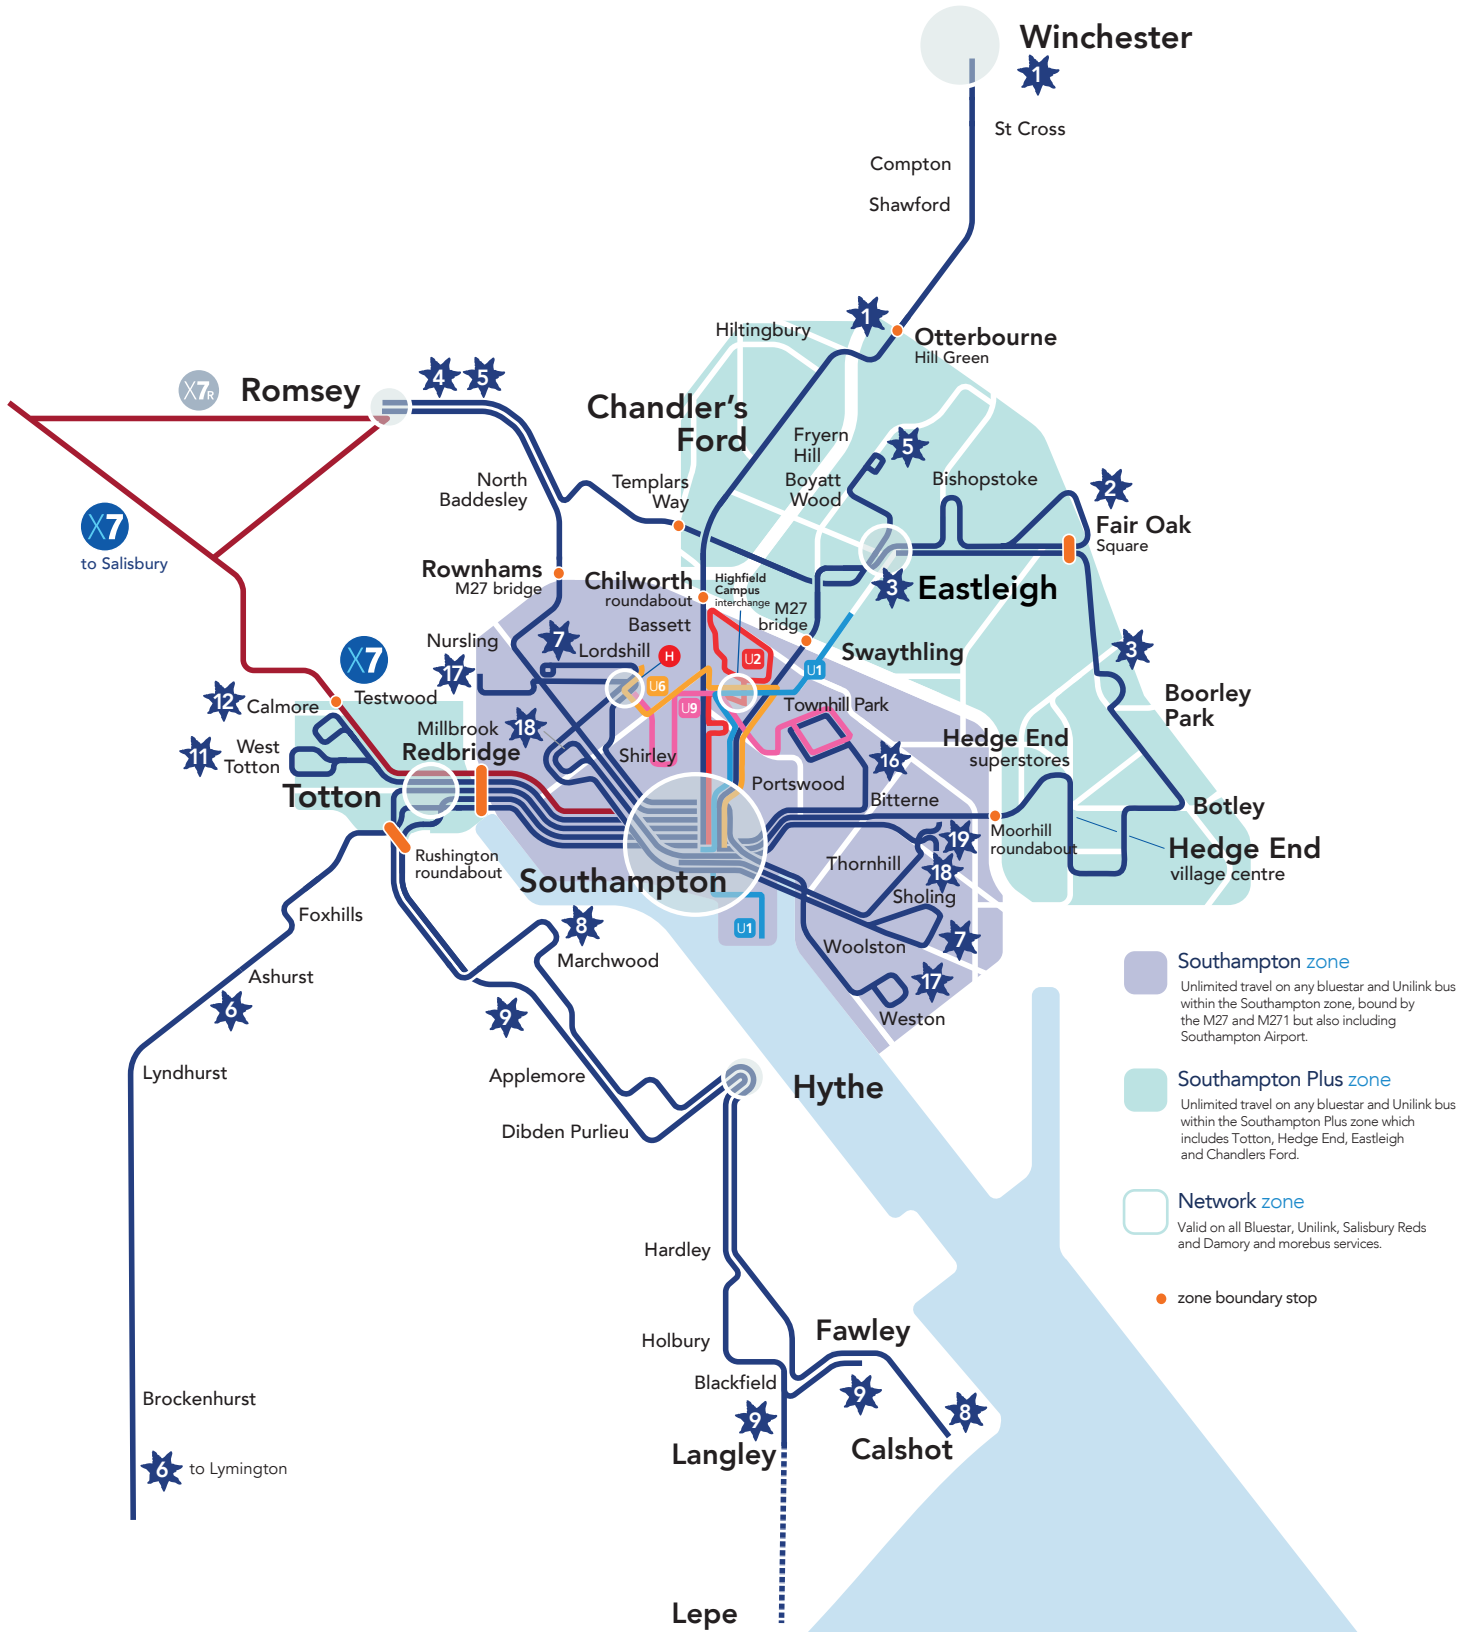 Winchester
1
St Cross
Compton
Shawford
1
Hiltingbury
Otterbourne
Hill Green
X7R
Romsey
4
5
Chandler's
Ford
Fryern
Hill
5
Boyatt
Wood
Bishopstoke
2
Fair Oak
Square
North
Baddesley
Templars
Way
X7
to Salisbury
Rownhams
M27 bridge
Chilworth
roundabout
Highfield
Campus
interchange
3
Eastleigh
M27
bridge
Bassett
Nursling
7
Lordshill
H
U2
U1
Swaythling
3
Boorley
Park
X7
Testwood
17
U6
U9
Townhill Park
12
Calmore
Millbrook
18
11
West
Totton
Redbridge
Shirley
Hedge End
superstores
16
Portswood
Bitterne
Totton
Botley
Moorhill
roundabout
19
Hedge End
village centre
Rushington
roundabout
Thornhill
18
Southampton
Sholing
Foxhills
8
U1
7
Woolston
Marchwood
Ashurst
17
6
9
Weston
Southampton zone
Unlimited travel on any bluestar and Unilink bus
within the Southampton zone, bound by
the M27 and M271 but also including
Southampton Airport.
Lyndhurst
Applemore
Hythe
Southampton Plus zone
Unlimited travel on any bluestar and Unilink bus
within the Southampton Plus zone which
includes Totton, Hedge End, Eastleigh
and Chandlers Ford.
Dibden Purlieu
Network zone
Valid on all Bluestar, Unilink, Salisbury Reds
and Damory and morebus services.
Hardley
zone boundary stop
Holbury
Fawley
Blackfield
9
9
8
Brockenhurst
Langley
Calshot
6
to Lymington
Lepe